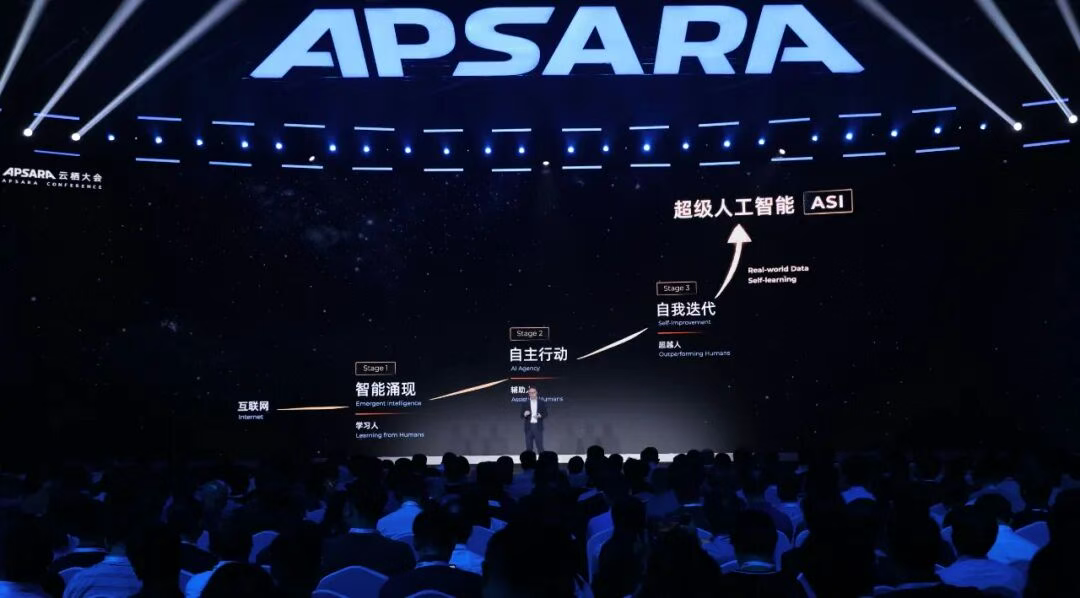 APSARA
APSARA 云栖大会
APSARA CONFERENCE
超级人工智能 ASI
Real-world Data
Self-learning
Stage 3
自我迭代
Self-Improvement
超越人
Outperforming Humans
Stage 2
自主行动
AI Agency
辅助
Humans
Stage 1
智能涌现
Emergent Intelligence
学习人
Learning from Humans
互联网
Internet